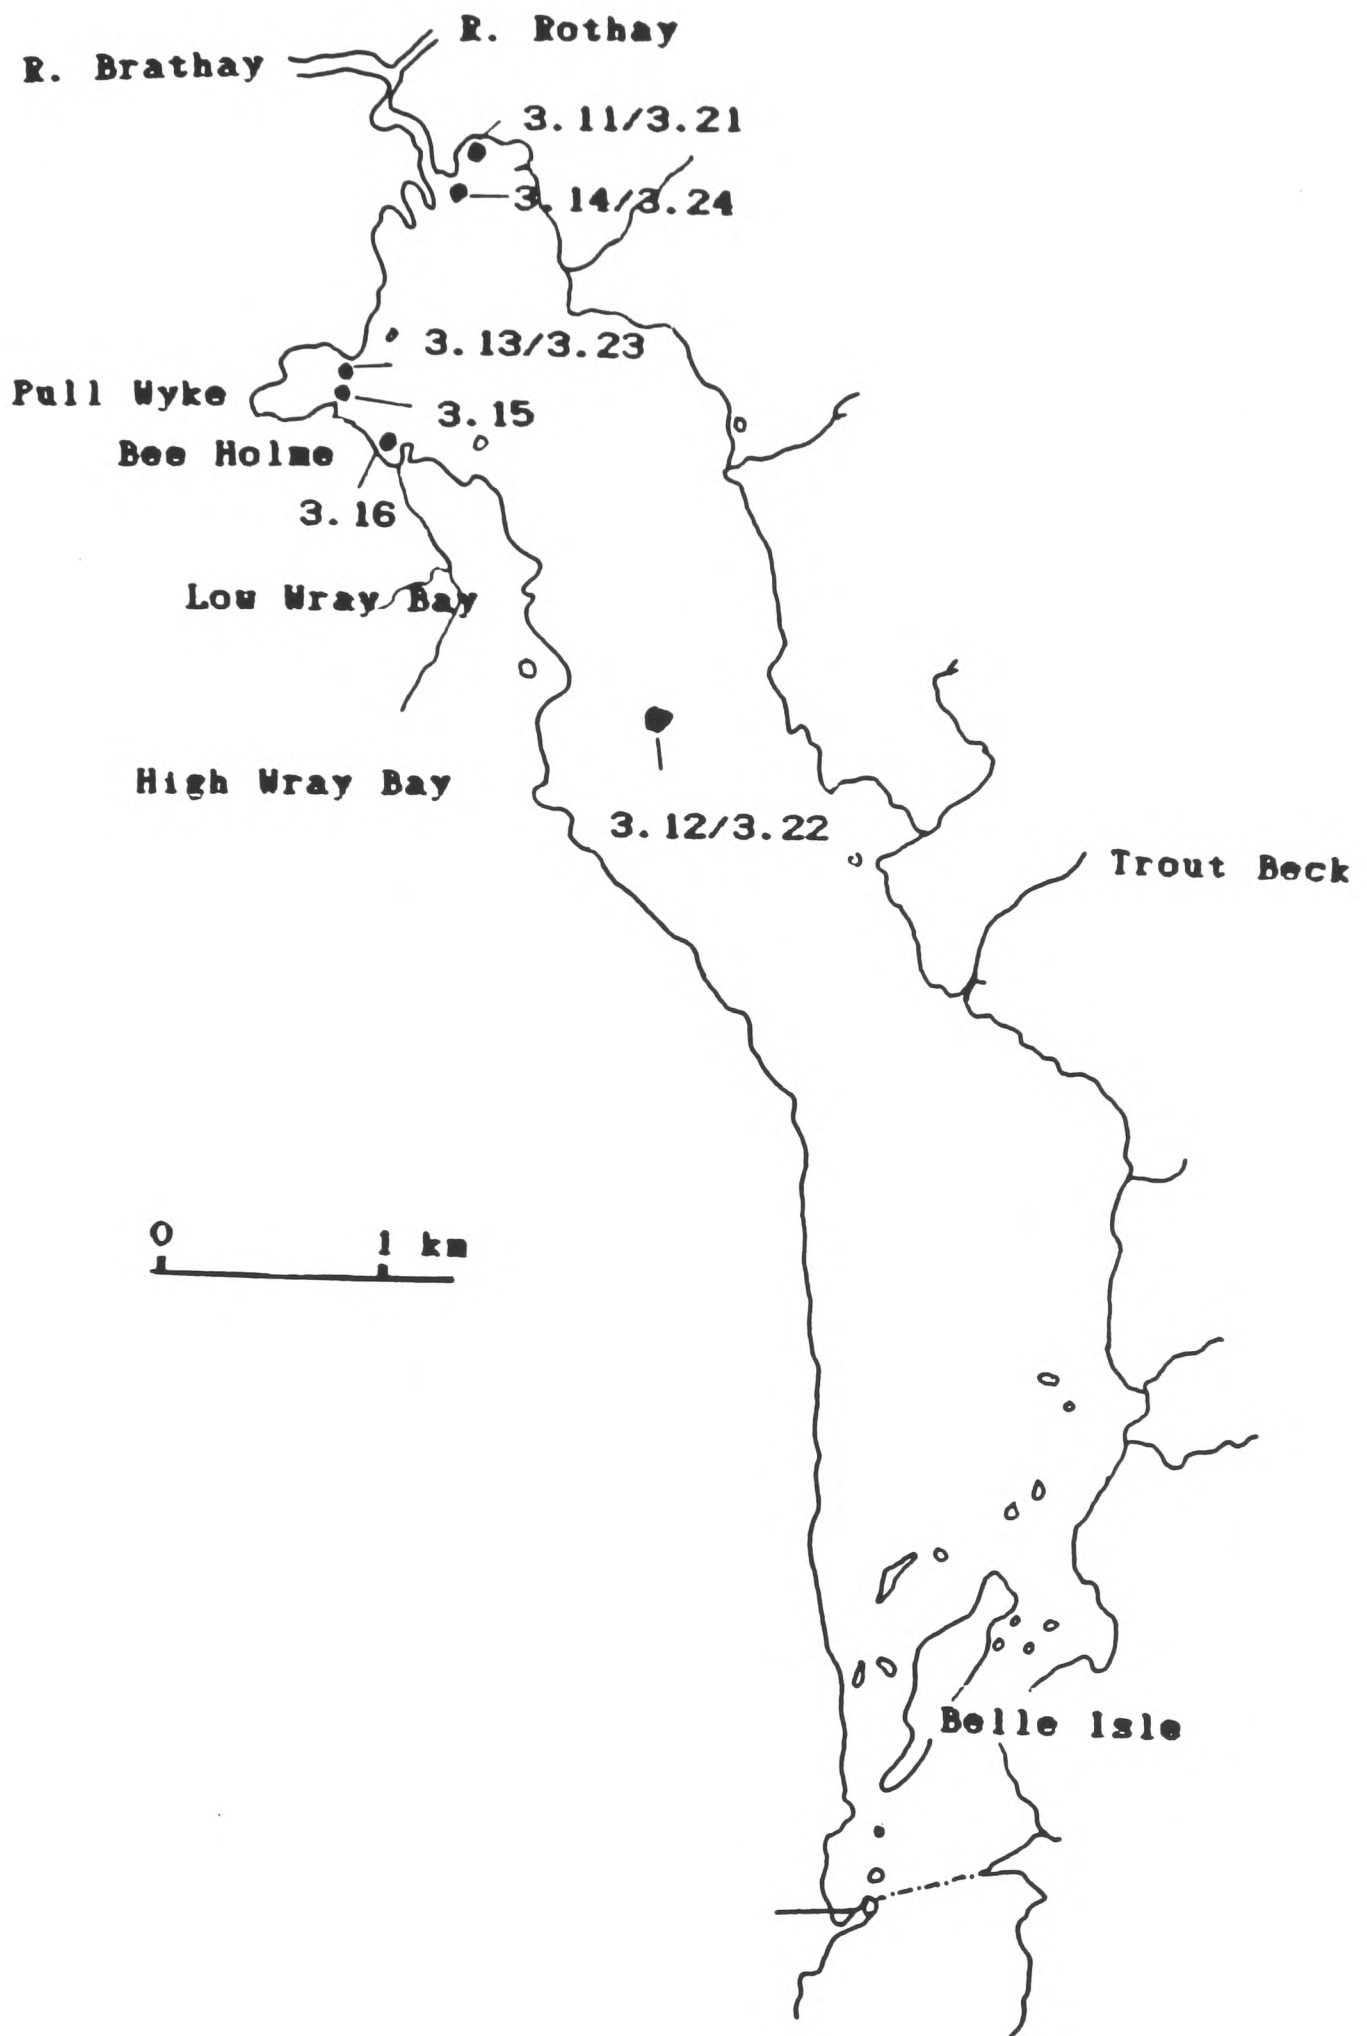 R. Rothay
R. Brathay
3.11/3.21
3.14/3.24
3.13/3.23
Pull Wyke
3.15
Bee Holme
3.16
Low Wray Bay
High Wray Bay
3.12/3.22
Trout Beck
0 1 km
Belle Isle